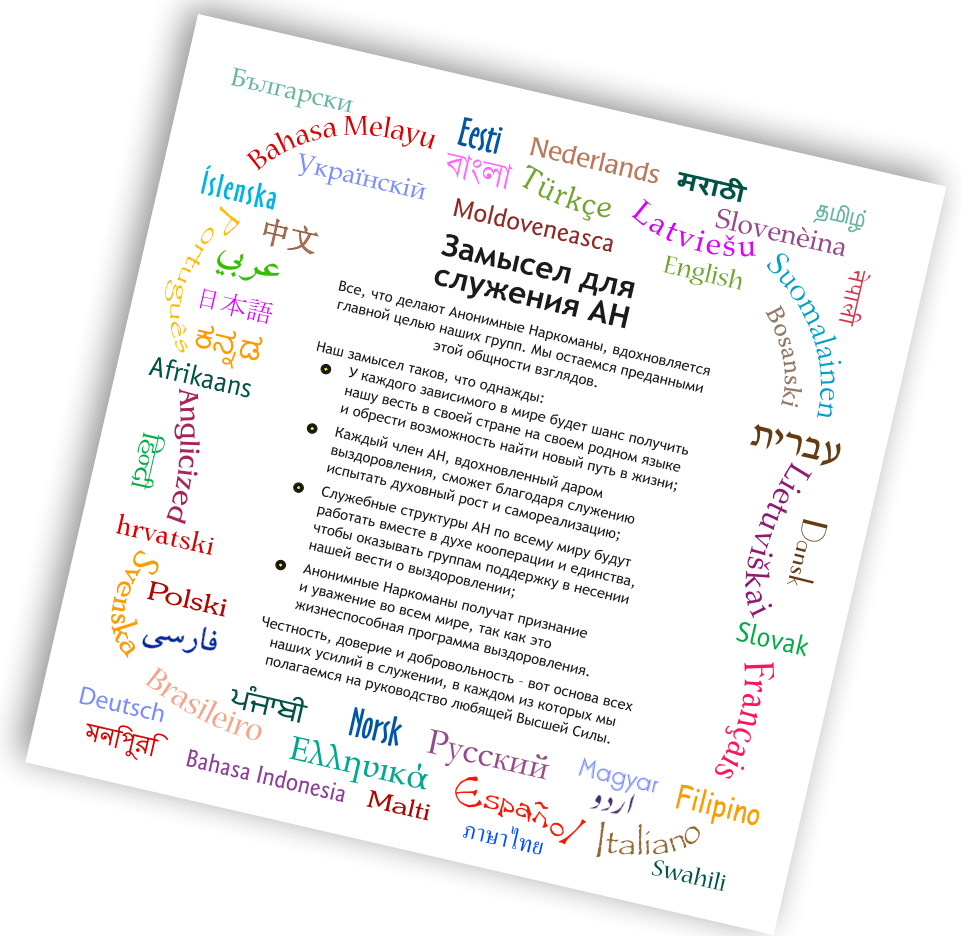 Български
Bahasa Melayu
Eesti
Nederlands
मराठी
தமிழ்
Українскій
বাংলা
Türkçe
Latviešu
Slovenèina
Íslenska
Moldoveneasca
English
Suomalainen
नेपाली
Português
中文
عربي
日本語
ಕನ್ನಡ
Bosanski
Afrikaans
Замысел для
служения АН
Все, что делают Анонимные Наркоманы, вдохновляется
главной целью наших групп. Мы остаемся преданными
этой общности взглядов.
Наш замысел таков, что однажды:
У каждого зависимого в мире будет шанс получить
нашу весть в своей стране на своем родном языке
и обрести возможность найти новый путь в жизни;
Каждый член АН, вдохновленный даром
выздоровления, сможет благодаря служению
испытать духовный рост и самореализацию;
Служебные структуры АН по всему миру будут
работать вместе в духе кооперации и единства,
чтобы оказывать группам поддержку в несении
нашей вести о выздоровлении;
Анонимные Наркоманы получат признание
и уважение во всем мире, так как это
жизнеспособная программа выздоровления.
Честность, доверие и добровольность - вот основа всех
наших усилий в служении, в каждом из которых мы
полагаемся на руководство любящей Высшей Силы.
עברית
Anglicized
हिन्दी
Lietuviškai
Dansk
hrvatski
Svenska
Polski
فارسی
Slovak
Français
Deutsch
Brasileiro
ਪੰਜਾਬੀ
Norsk
Русский
Ελληνικά
Magyar
Filipino
মনিপুরি
Bahasa Indonesia
Malti
Español
اردو
Italiano
ภาษาไทย
Swahili